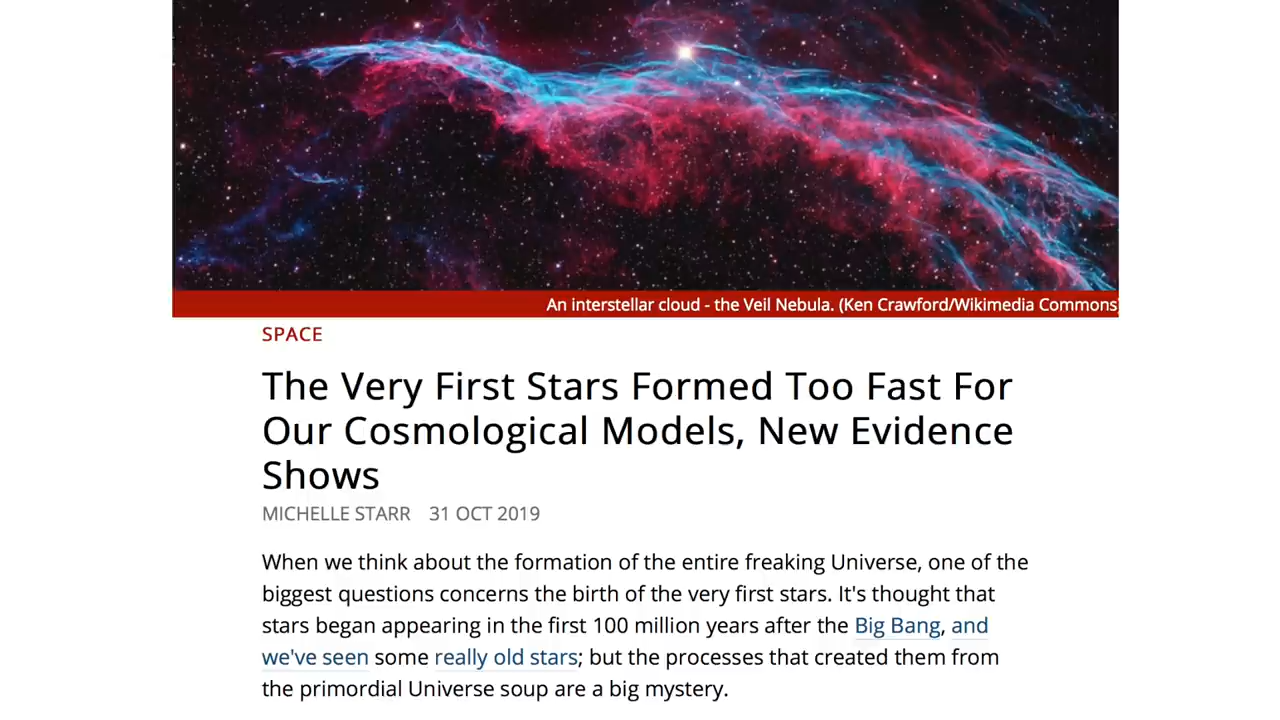 An interstellar cloud - the Veil Nebula. (Ken Crawford/Wikimedia Commons)
SPACE
The Very First Stars Formed Too Fast For
Our Cosmological Models, New Evidence
Shows
MICHELLE STARR 31 OCT 2019
When we think about the formation of the entire freaking Universe, one of the
biggest questions concerns the birth of the very first stars. It's thought that
stars began appearing in the first 100 million years after the Big Bang, and
we've seen some really old stars; but the processes that created them from
the primordial Universe soup are a big mystery.